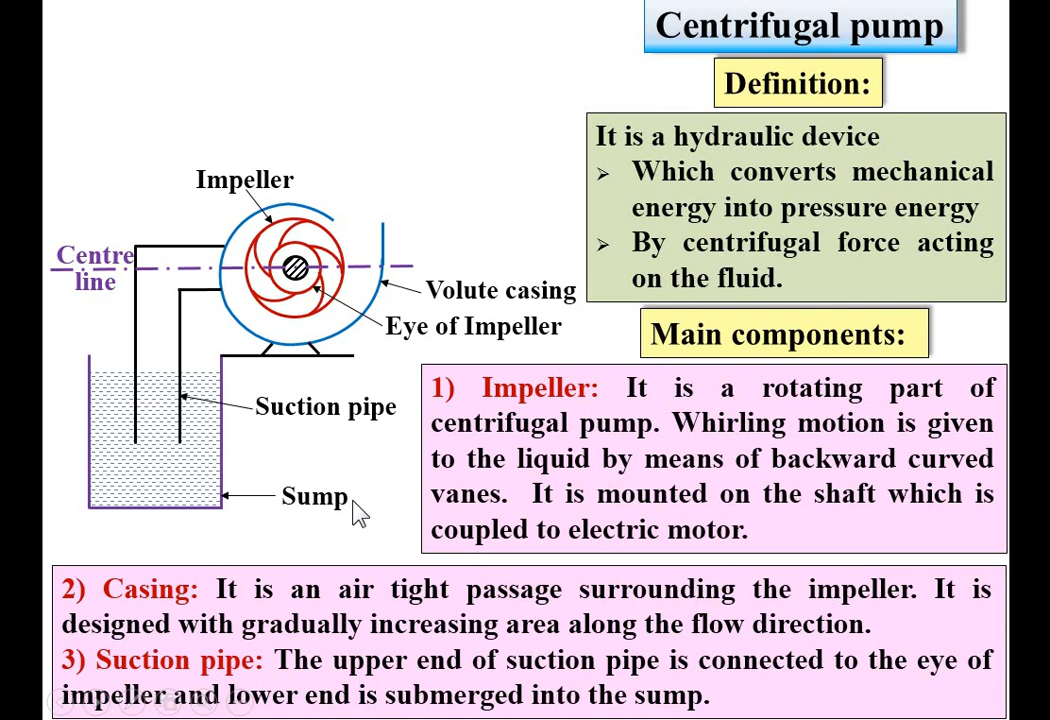 Centrifugal pump
Definition:
It is a hydraulic device
➢ Which converts mechanical
energy into pressure energy
➢ By centrifugal force acting
on the fluid.
Impeller
Centre
line
Volute casing
Eye of Impeller
Suction pipe
Sump
Main components:
1) Impeller: It is a rotating part of
centrifugal pump. Whirling motion is given
to the liquid by means of backward curved
vanes. It is mounted on the shaft which is
coupled to electric motor.
2) Casing: It is an air tight passage surrounding the impeller. It is
designed with gradually increasing area along the flow direction.
3) Suction pipe: The upper end of suction pipe is connected to the eye of
impeller and lower end is submerged into the sump.